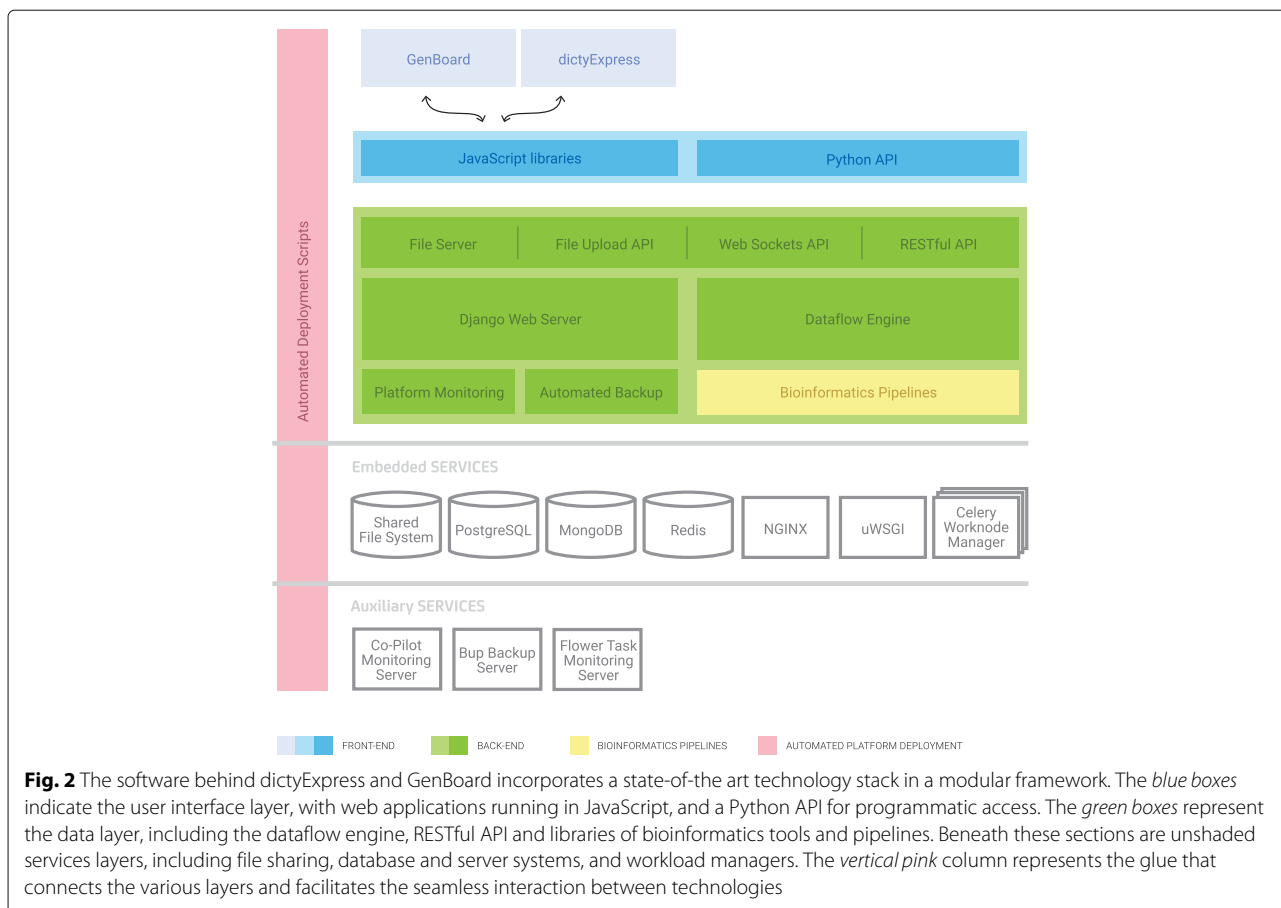 GenBoard
dictyExpress
JavaScript libraries
Python API
Automated Deployment Scripts
File Server
File Upload API
Web Sockets API
RESTful API
Django Web Server
Dataflow Engine
Platform Monitoring
Automated Backup
Bioinformatics Pipelines
Embedded SERVICES
Shared
File System
PostgreSQL
MongoDB
Redis
NGINX
uWSGI
Celery
Worknode
Manager
Auxiliary SERVICES
Co-Pilot
Monitoring
Server
Bup Backup
Server
Flower Task
Monitoring
Server
FRONT-END
BACK-END
BIOINFORMATICS PIPELINES
AUTOMATED PLATFORM DEPLOYMENT
Fig. 2 The software behind dictyExpress and GenBoard incorporates a state-of-the art technology stack in a modular framework. The blue boxes
indicate the user interface layer, with web applications running in JavaScript, and a Python API for programmatic access. The green boxes represent
the data layer, including the dataflow engine, RESTful API and libraries of bioinformatics tools and pipelines. Beneath these sections are unshaded
services layers, including file sharing, database and server systems, and workload managers. The vertical pink column represents the glue that
connects the various layers and facilitates the seamless interaction between technologies